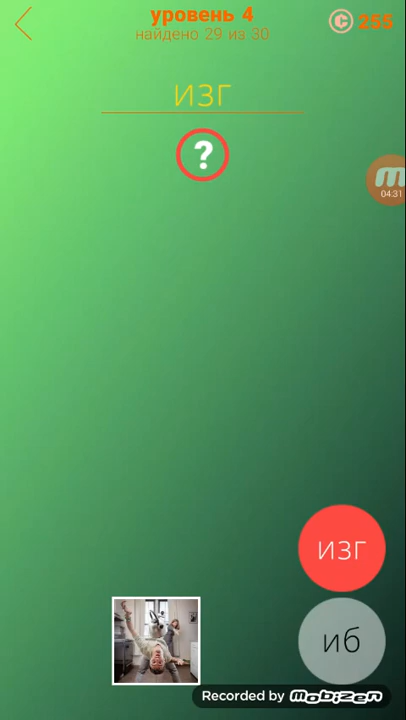 уровень 4
найдено 29 из 30
255
изг
?
04:31
изг
иб
Recorded by mobizen